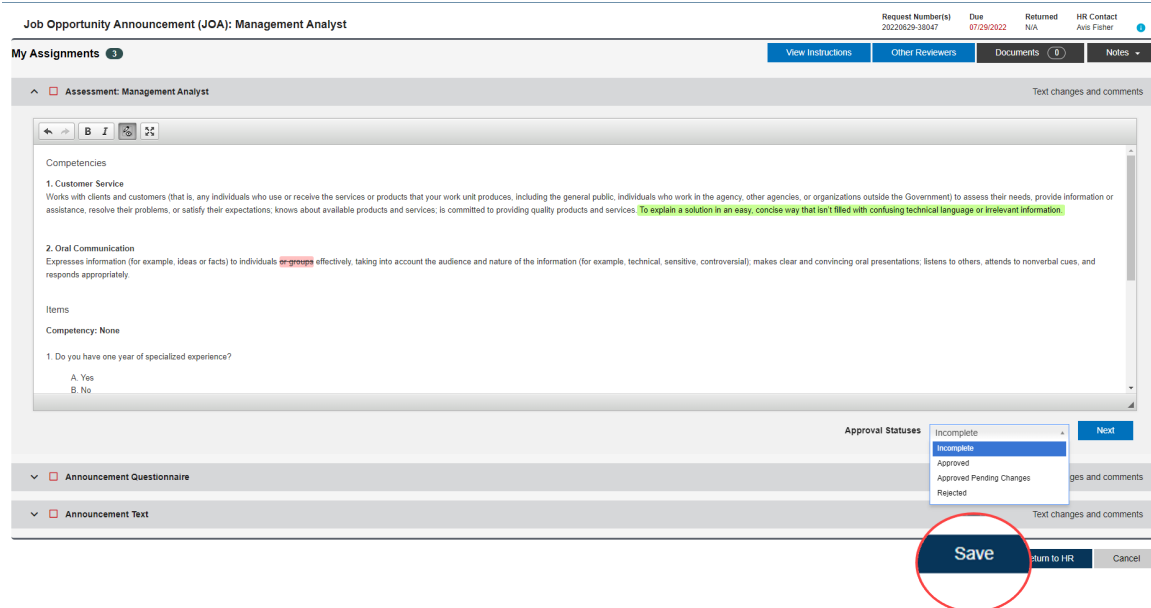 Job Opportunity Announcement (JOA): Management Analyst
Request Number(s) Due Returned HR Contact
20220629-38047 07/29/2022 N/A Avis Fisher
My Assignments 3
View Instructions Other Reviewers Documents 0 Notes
Assessment: Management Analyst Text changes and comments
B I
Competencies
1. Customer Service
Works with clients and customers (that is, any individuals who use or receive the services or products that your work unit produces, including the general public, individuals who work in the agency, other agencies, or organizations outside the Government) to assess their needs, provide information or
assistance, resolve their problems, or satisfy their expectations; knows about available products and services; is committed to providing quality products and services. To explain a solution in an easy, concise way that isn't filled with confusing technical language or irrelevant information.
2. Oral Communication
Expresses information (for example, ideas or facts) to individuals or groups effectively, taking into account the audience and nature of the information (for example, technical, sensitive, controversial); makes clear and convincing oral presentations; listens to others, attends to nonverbal cues, and
responds appropriately.
Items
Competency: None
1. Do you have one year of specialized experience?
A. Yes
B. No
Approval Statuses Incomplete Next
Incomplete
Approved
Approved Pending Changes
Rejected
Announcement Questionnaire ges and comments
Announcement Text Text changes and comments
Save eturn to HR Cancel